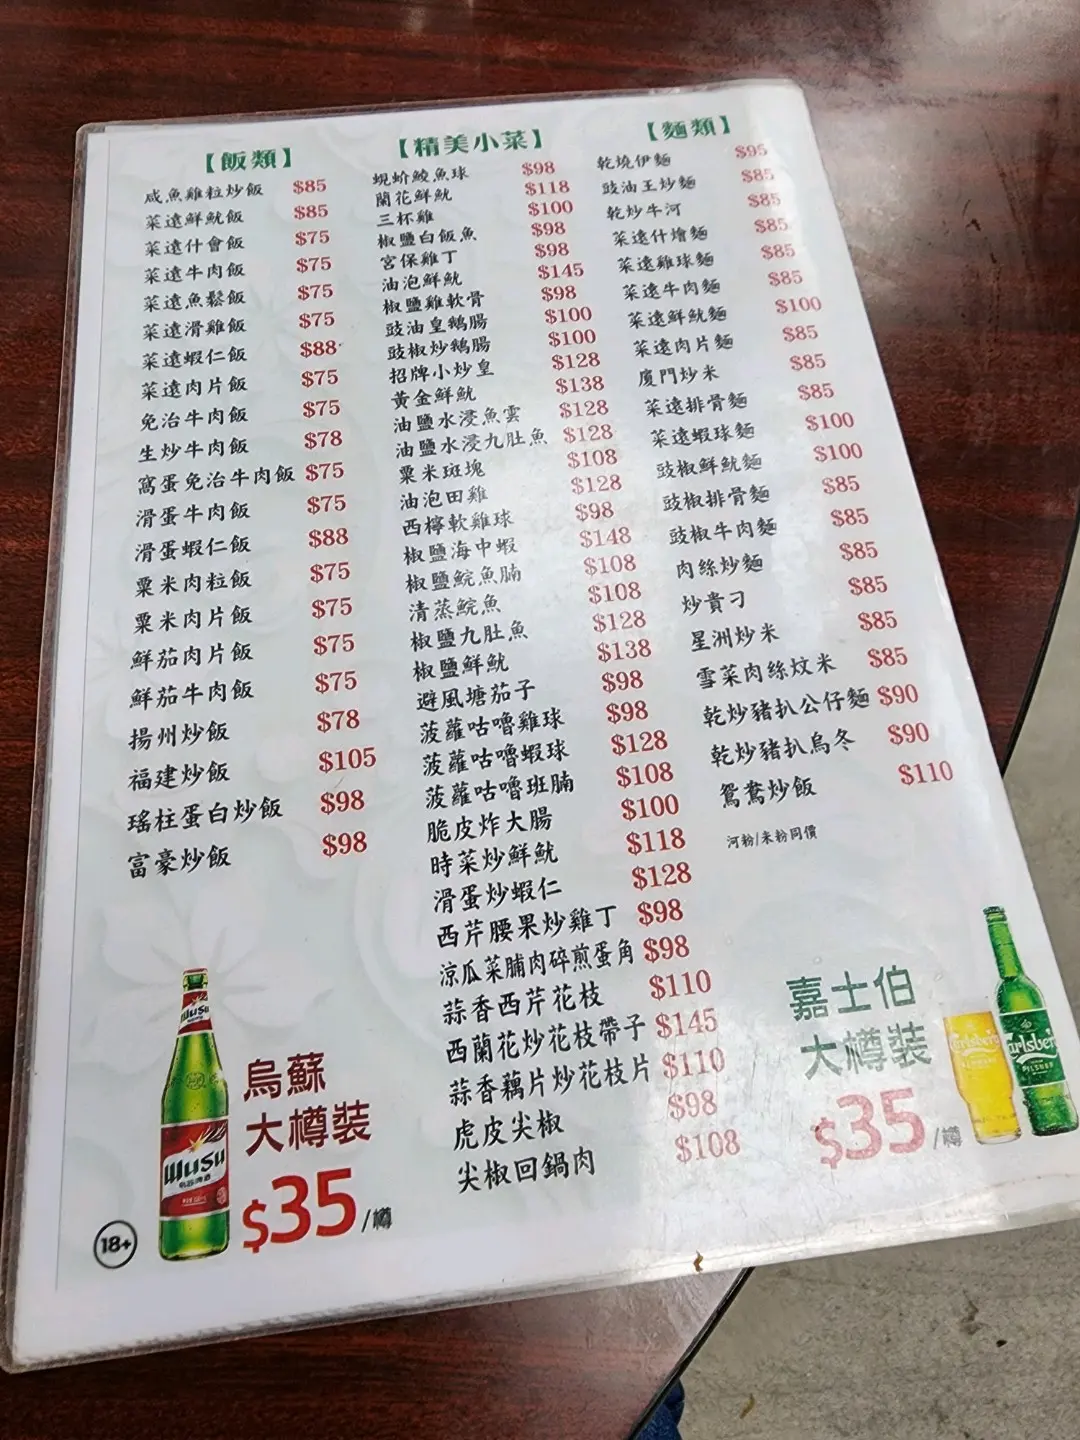 【飯類】
咸魚雞粒炒飯 $85
菜遠鮮魷飯 $85
菜遠什會飯 $75
菜遠牛肉飯 $75
菜遠魚鬆飯 $75
菜遠滑雞飯 $75
菜遠蝦仁飯 $88
菜遠肉片飯 $75
免治牛肉飯 $75
生炒牛肉飯 $78
窩蛋免治牛肉飯 $75
滑蛋牛肉飯 $75
滑蛋蝦仁飯 $88
粟米肉粒飯 $75
粟米肉片飯 $75
鮮茄肉片飯 $75
鮮茄牛肉飯 $75
揚州炒飯 $78
福建炒飯 $105
瑤柱蛋白炒飯 $98
富豪炒飯 $98
【精美小菜】
蜆蚧鯪魚球 $98
蘭花鮮魷 $118
三杯雞 $100
椒鹽白飯魚 $98
宮保雞丁 $98
油泡鮮魷 $145
椒鹽雞軟骨 $98
豉油皇鵝腸 $100
豉椒炒鵝腸 $100
招牌小炒皇 $128
黃金鮮魷 $138
油鹽水浸魚雲 $128
油鹽水浸九肚魚 $128
粟米斑塊 $108
油泡田雞 $128
西檸軟雞球 $98
椒鹽海中蝦 $148
椒鹽鯇魚腩 $108
清蒸鯇魚 $108
椒鹽九肚魚 $128
椒鹽鮮魷 $138
避風塘茄子 $98
菠蘿咕嚕雞球 $98
菠蘿咕嚕蝦球 $128
菠蘿咕嚕班腩 $108
脆皮炸大腸 $100
時菜炒鮮魷 $118
滑蛋炒蝦仁 $128
西芹腰果炒雞丁 $98
涼瓜菜脯肉碎煎蛋角 $98
蒜香西芹花枝 $110
西蘭花炒花枝帶子 $145
蒜香藕片炒花枝片 $110
虎皮尖椒 $98
尖椒回鍋肉 $108
【麵類】
乾燒伊麵 $95
豉油王炒麵 $85
乾炒牛河 $85
菜遠什燴麵 $85
菜遠雞球麵 $85
菜遠牛肉麵 $85
菜遠鮮魷麵 $100
菜遠肉片麵 $85
廈門炒米 $85
菜遠排骨麵 $85
菜遠蝦球麵 $100
豉椒鮮魷麵 $100
豉椒排骨麵 $85
豉椒牛肉麵 $85
肉絲炒麵 $85
炒貴刁 $85
星洲炒米 $85
雪菜肉絲炆米 $85
乾炒豬扒公仔麵 $90
乾炒豬扒烏冬 $90
鴛鴦炒飯 $110
河粉/米粉同價
WUSU
烏蘇
大樽裝
$35/樽
18+
嘉士伯
大樽裝
$35/樽
Carlsberg
Carlsberg
PILSNER